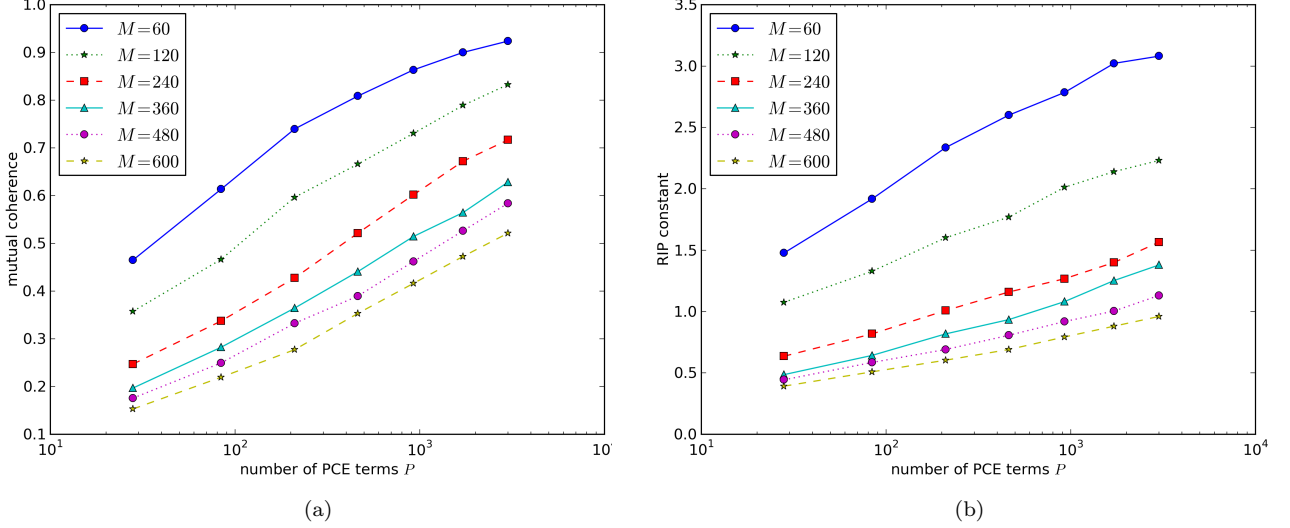 1.0
0.9
0.8
0.7
0.6
0.5
0.4
0.3
0.2
0.1
mutual coherence
M=60
M=120
M=240
M=360
M=480
M=600
10^1
10^2
10^3
10
number of PCE terms P
(a)
3.5
3.0
2.5
2.0
1.5
1.0
0.5
0.0
RIP constant
M=60
M=120
M=240
M=360
M=480
M=600
10^1
10^2
10^3
10^4
number of PCE terms P
(b)